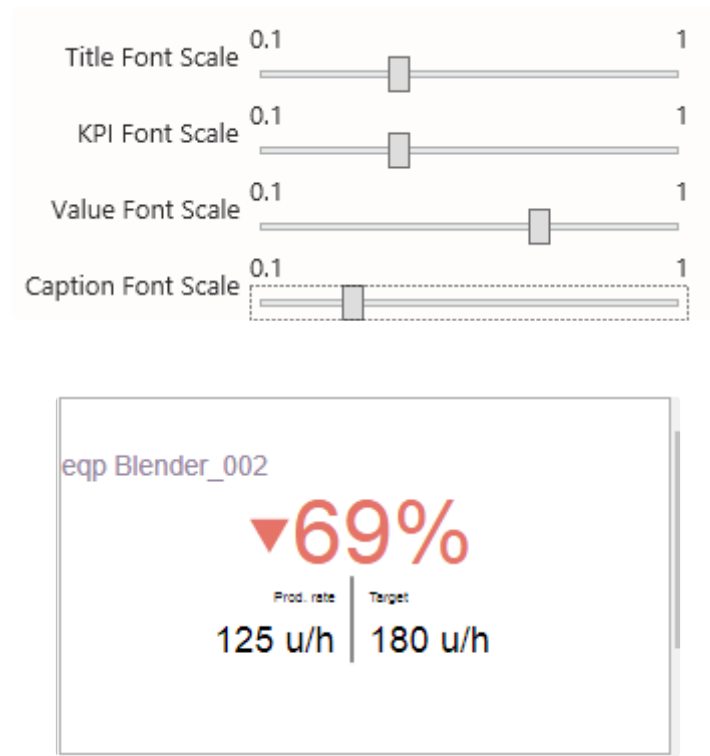 0.1 1
Title Font Scale
0.1 1
KPI Font Scale
0.1 1
Value Font Scale
0.1 1
Caption Font Scale
eqp Blender_002
▼69%
Prod. rate Target
125 u/h 180 u/h